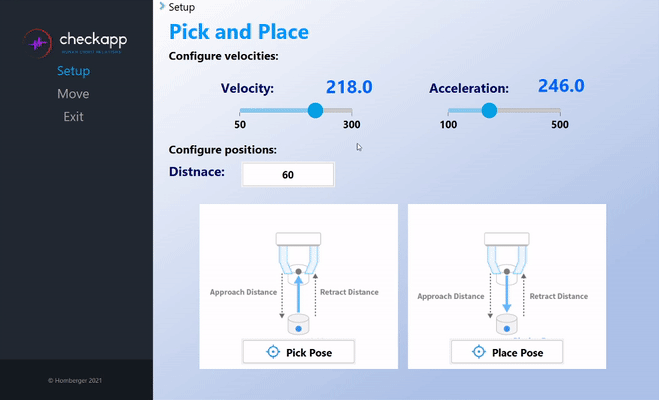 Setup
checkapp
Setup
Move
Exit
Pick and Place
Configure velocities:
Velocity: 218.0
Acceleration: 246.0
50 300
100 500
Configure positions:
Distnace: 60
Approach Distance Retract Distance
Pick Pose
Approach Distance Retract Distance
Place Pose
© Homberger 2021